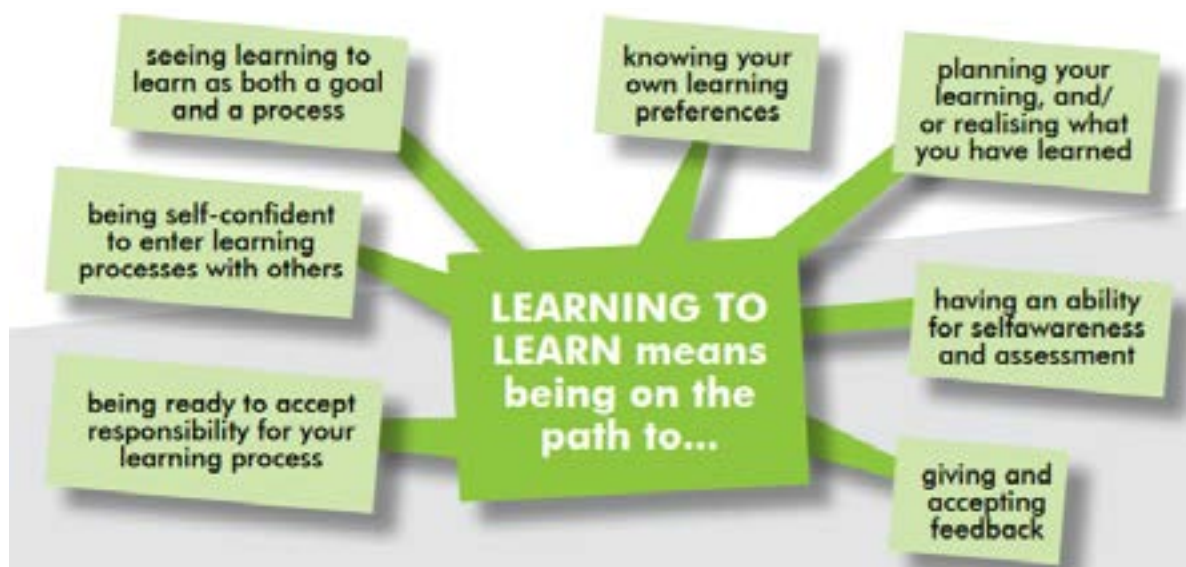 seeing learning to
learn as both a goal
and a process
knowing your
own learning
preferences
planning your
learning, and/
or realising what
you have learned
being self-confident
to enter learning
processes with others
LEARNING TO
LEARN means
being on the
path to...
having an ability
for selfawareness
and assessment
being ready to accept
responsibility for your
learning process
giving and
accepting
feedback